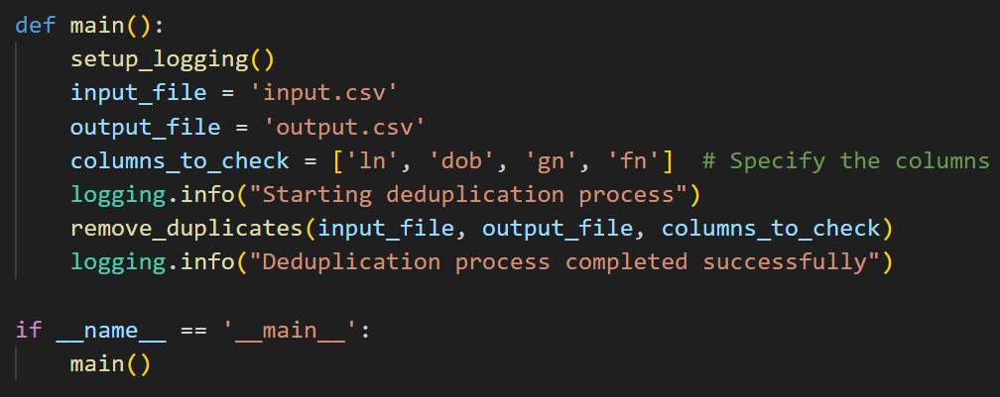 def main():
    setup_logging()
    input_file = 'input.csv'
    output_file = 'output.csv'
    columns_to_check = ['ln', 'dob', 'gn', 'fn']  # Specify the columns
    logging.info("Starting deduplication process")
    remove_duplicates(input_file, output_file, columns_to_check)
    logging.info("Deduplication process completed successfully")

if __name__ == '__main__':
    main()